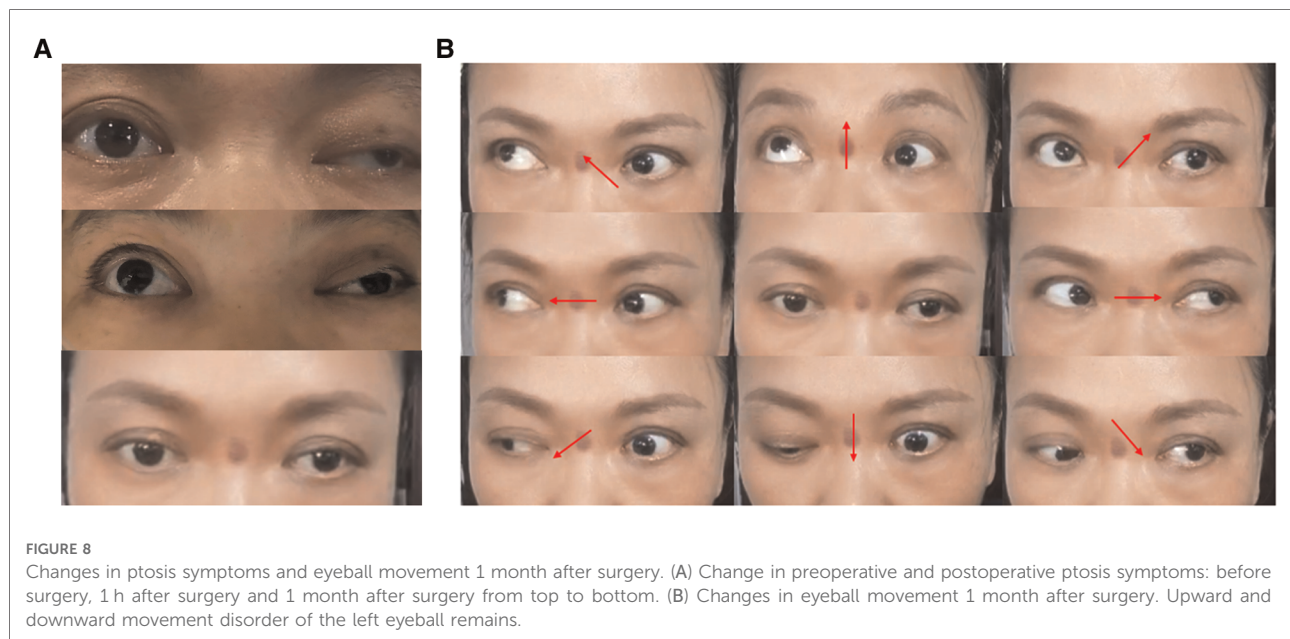 A
B
FIGURE 8
Changes in ptosis symptoms and eyeball movement 1 month after surgery. (A) Change in preoperative and postoperative ptosis symptoms: before
surgery, 1 h after surgery and 1 month after surgery from top to bottom. (B) Changes in eyeball movement 1 month after surgery. Upward and
downward movement disorder of the left eyeball remains.